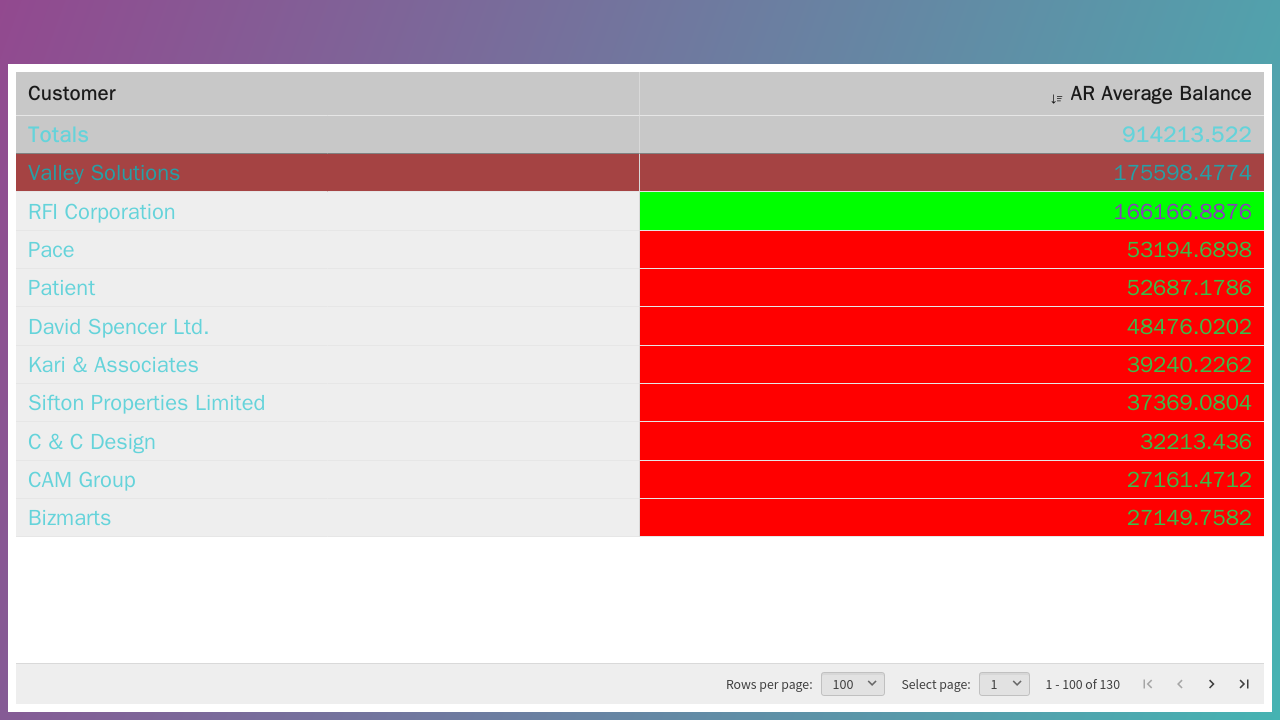 Customer AR Average Balance
Totals 914213.522
Valley Solutions 175598.4774
RFI Corporation 166166.8876
Pace 53194.6898
Patient 52687.1786
David Spencer Ltd. 48476.0202
Kari & Associates 39240.2262
Sifton Properties Limited 37369.0804
C & C Design 32213.436
CAM Group 27161.4712
Bizmarts 27149.7582
Rows per page: 100 Select page: 1 1 - 100 of 130